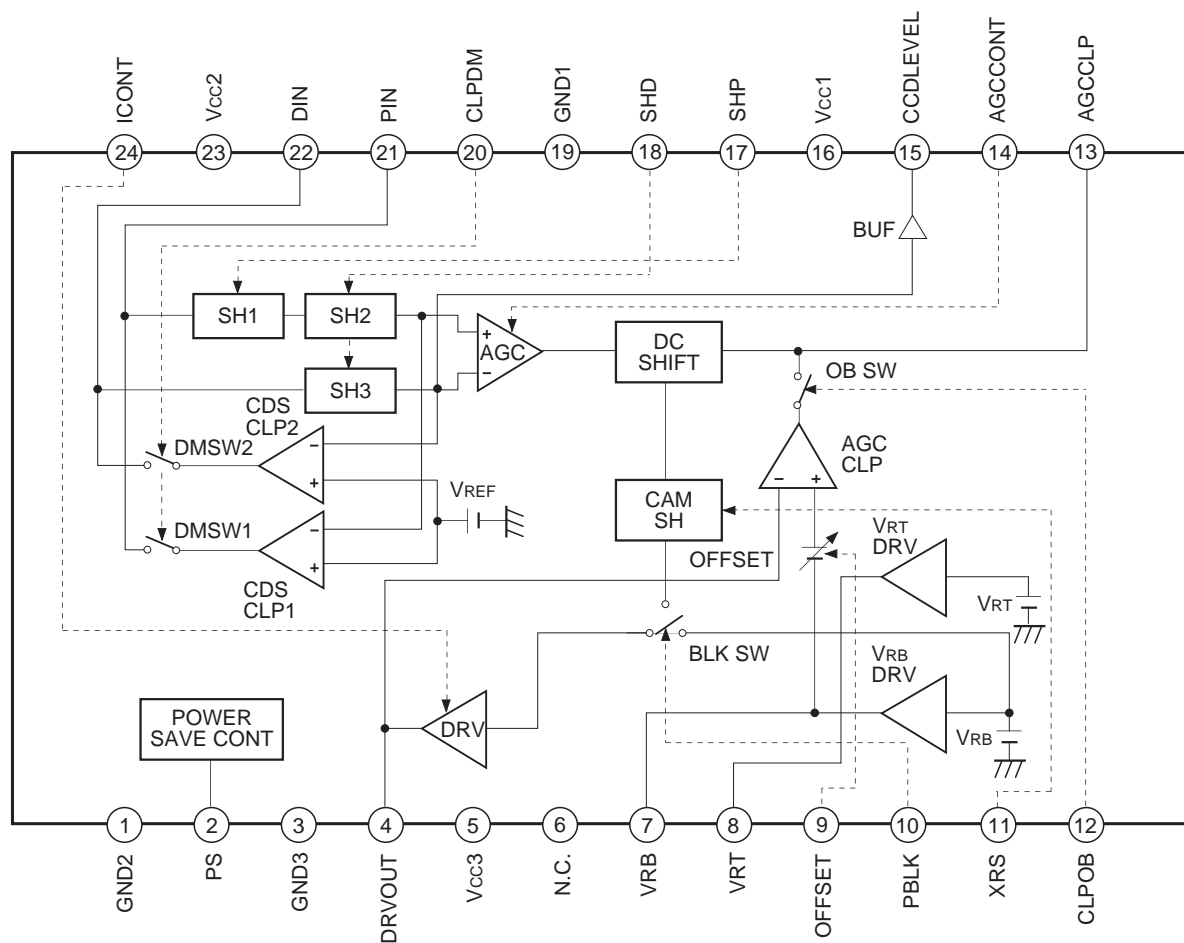 ICONT
Vcc2
DIN
PIN
CLPDM
GND1
SHD
SHP
Vcc1
CCDLEVEL
AGCCONT
AGCCLP
24
23
22
21
20
19
18
17
16
15
14
13
BUF
SH1
SH2
+
AGC
−
DC
SHIFT
OB SW
SH3
CDS
CLP2
DMSW2
−
+
AGC
CLP
−
+
VREF
CAM
SH
DMSW1
−
+
CDS
CLP1
OFFSET
VRT
DRV
VRT
BLK SW
VRB
DRV
VRB
POWER
SAVE CONT
DRV
1
2
3
4
5
6
7
8
9
10
11
12
GND2
PS
GND3
DRVOUT
Vcc3
N.C.
VRB
VRT
OFFSET
PBLK
XRS
CLPOB